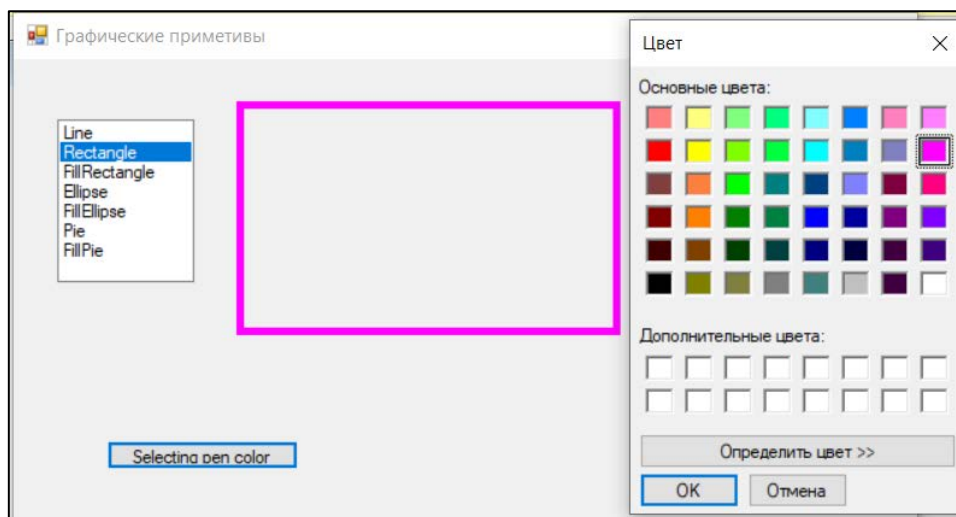 Графические приметивы
Line
Rectangle
FillRectangle
Ellipse
FillEllipse
Pie
FillPie
Selecting pen color
Цвет
Основные цвета:
Дополнительные цвета:
Определить цвет >>
OK
Отмена